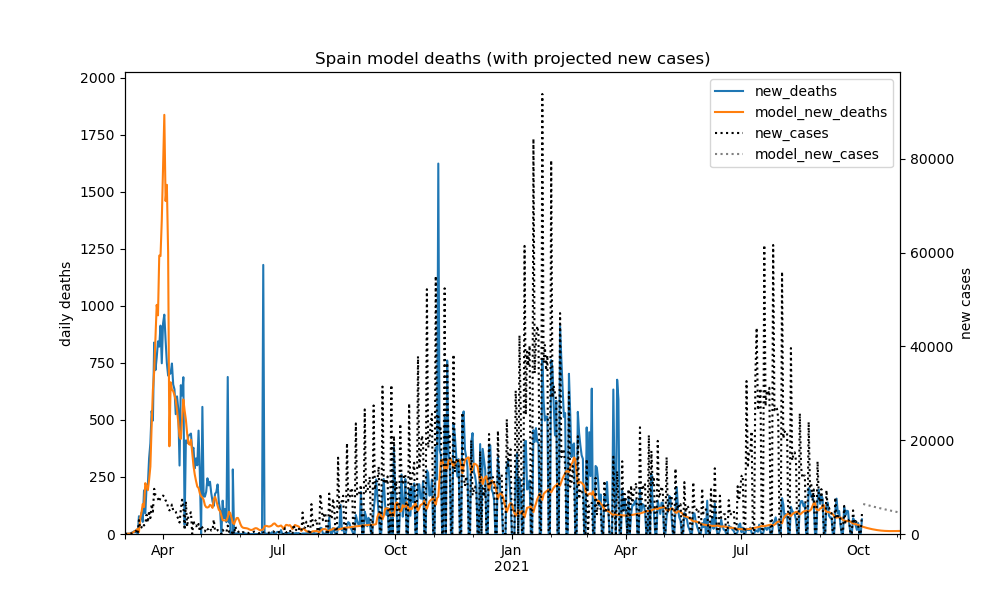 Spain model deaths (with projected new cases)
2000
1750
1500
1250
1000
750
500
250
0
daily deaths
new_deaths
model_new_deaths
new_cases
model_new_cases
80000
60000
40000
20000
0
new cases
Apr Jul Oct Jan Apr Jul Oct
2021